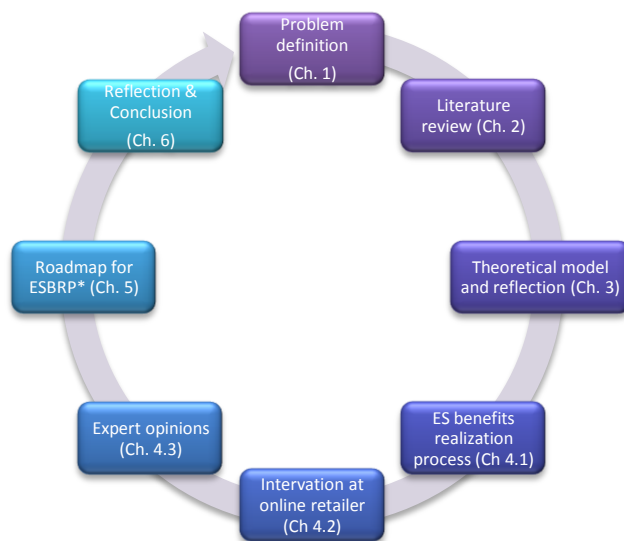 Problem
definition
(Ch. 1)
Literature
review (Ch. 2)
Theoretical model
and reflection (Ch. 3)
ES benefits
realization
process (Ch 4.1)
Intervation at
online retailer
(Ch 4.2)
Expert opinions
(Ch. 4.3)
Roadmap for
ESBRP* (Ch. 5)
Reflection &
Conclusion
(Ch. 6)